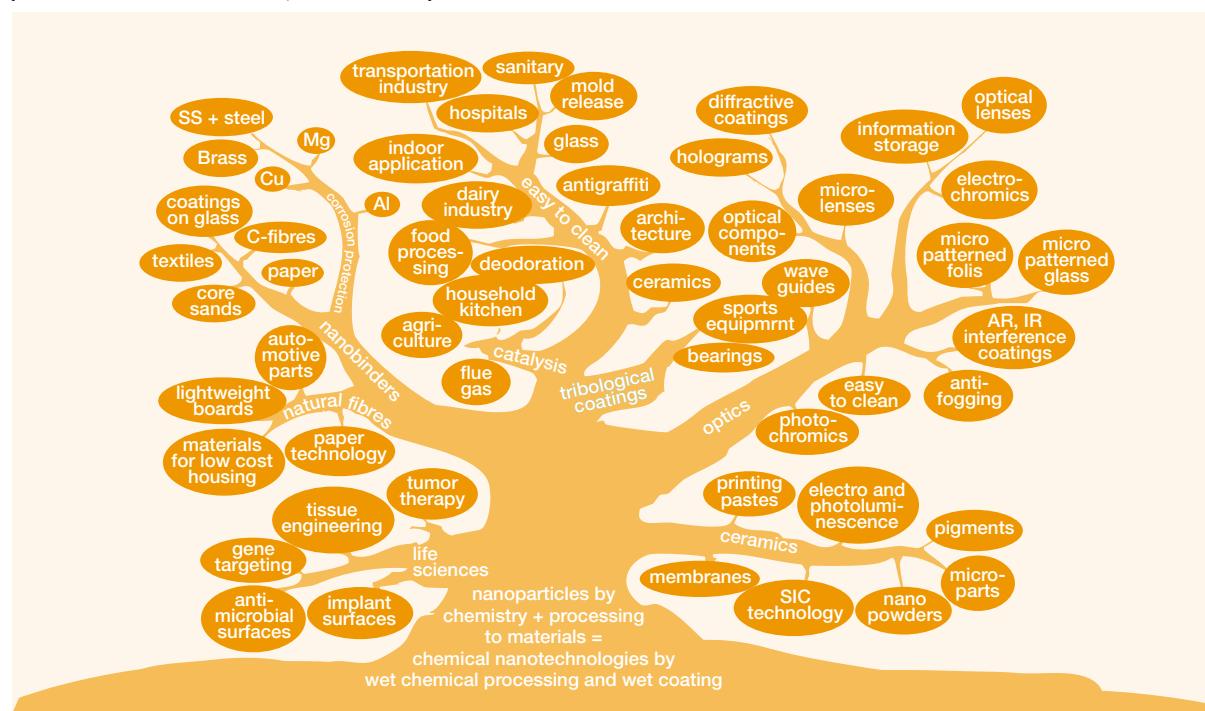 transportation
industry
sanitary
mold
release
hospitals
glass
indoor
application
easy to clean
antigraffiti
dairy
industry
archi-
tecture
food
proces-
sing
deodoration
household
kitchen
ceramics
agri-
culture
catalysis
flue
gas
tribological
coatings
sports
equipmrnt
bearings
SS + steel
Mg
Brass
Cu
Al
corrosion protection
coatings
on glass
C-fibres
textiles
paper
core
sands
nanobinders
auto-
motive
parts
lightweight
boards
natural fibres
materials
for low cost
housing
paper
technology
diffractive
coatings
holograms
optical
compo-
nents
micro-
lenses
wave
guides
information
storage
optical
lenses
electro-
chromics
micro
patterned
folis
micro
patterned
glass
AR, IR
interference
coatings
anti-
fogging
easy
to clean
photo-
chromics
optics
tumor
therapy
tissue
engineering
gene
targeting
life
sciences
anti-
microbial
surfaces
implant
surfaces
printing
pastes
electro and
photolumi-
nescence
pigments
ceramics
membranes
SIC
technology
nano
powders
micro-
parts
nanoparticles by
chemistry + processing
to materials =
chemical nanotechnologies by
wet chemical processing and wet coating